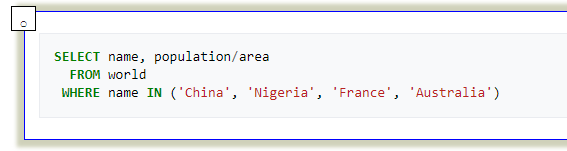 SELECT name, population/area
FROM world
WHERE name IN ('China', 'Nigeria', 'France', 'Australia')